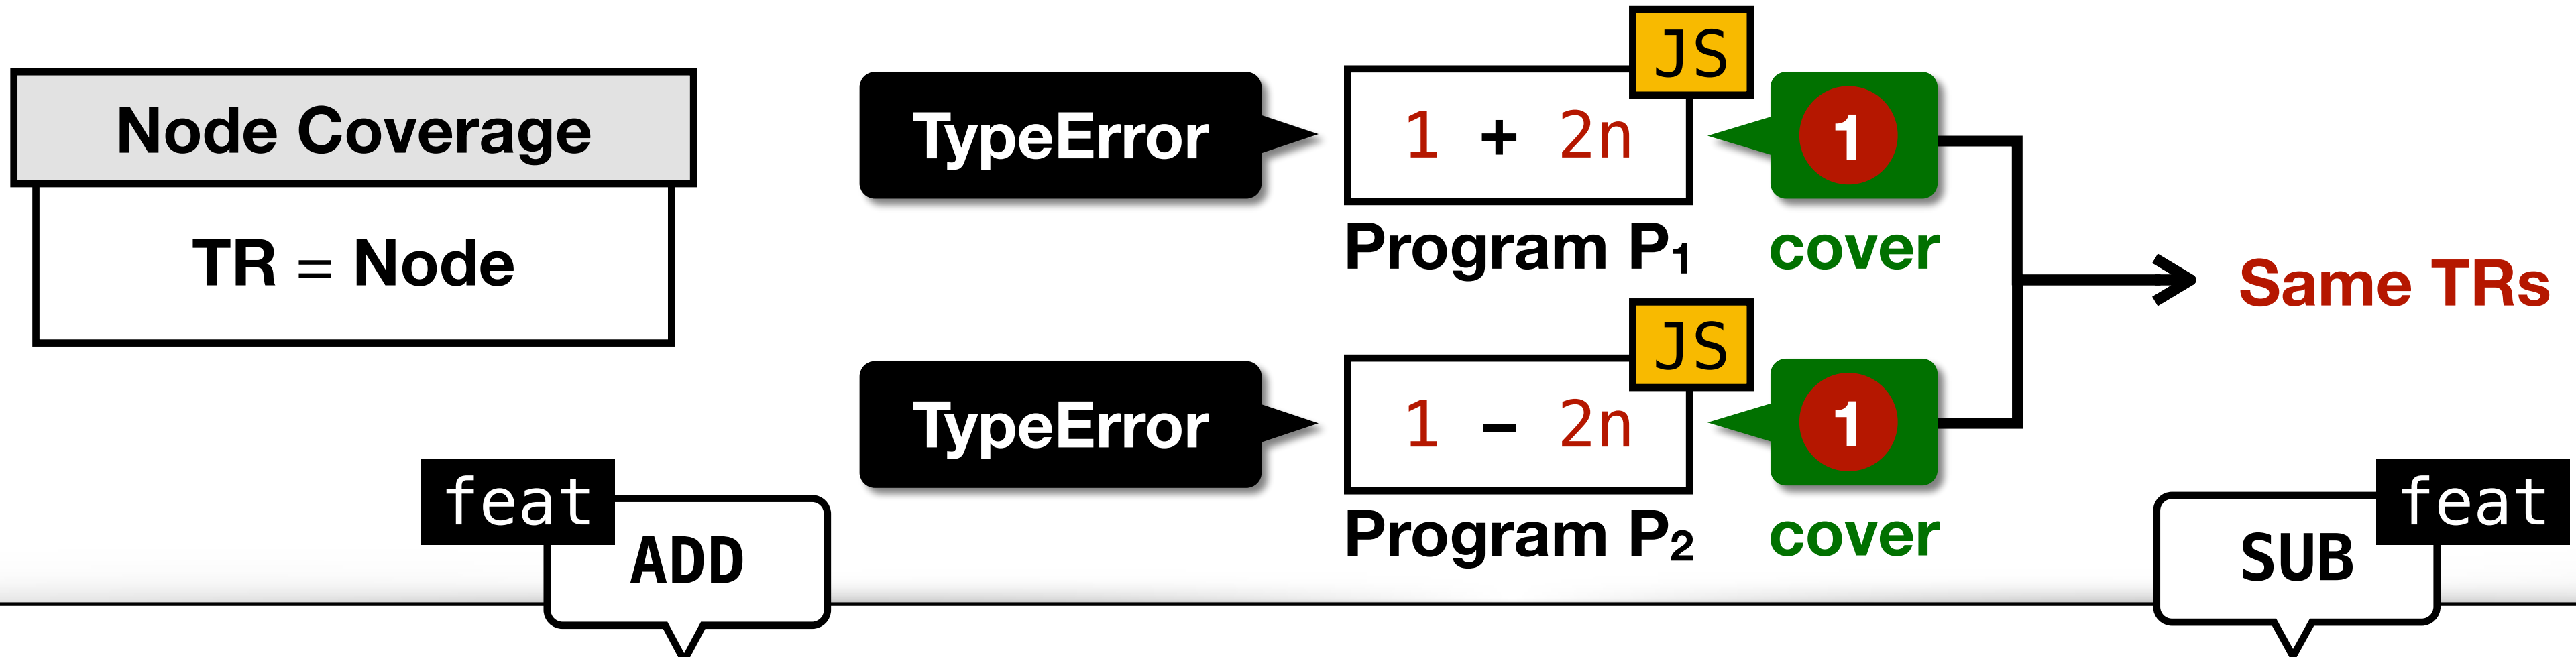 Node Coverage
TR = Node
TypeError
JS
1 + 2n
1
Program P₁
cover
TypeError
JS
1 - 2n
1
Program P₂
cover
Same TRs
feat
ADD
feat
SUB